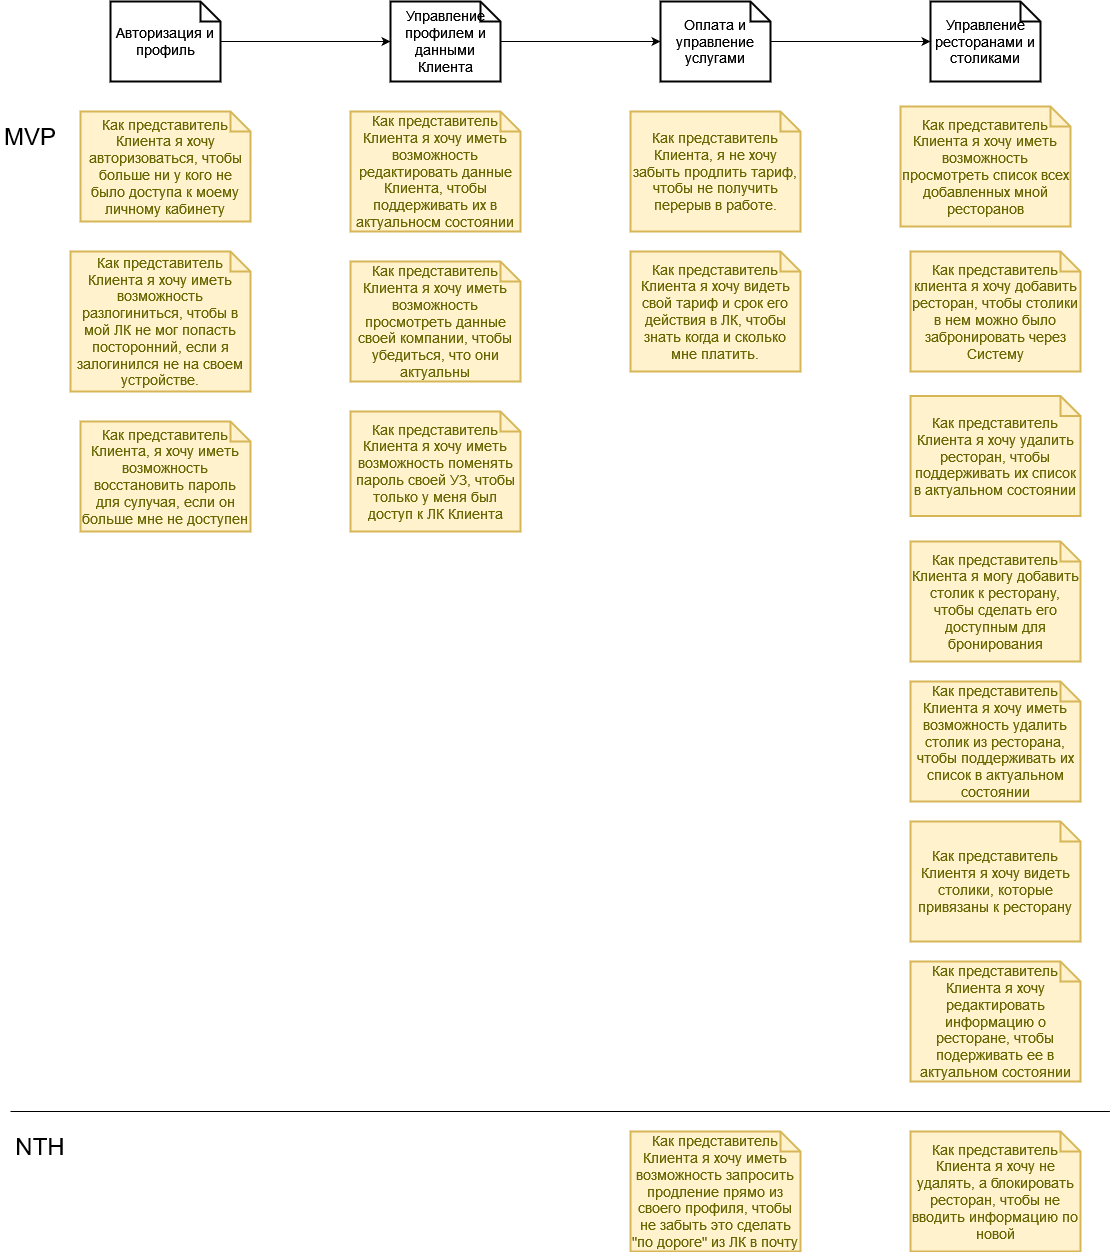 Авторизация и
профиль
Управление
профилем и
данными
Клиента
Оплата и
управление
услугами
Управление
ресторанами и
столиками
MVP
Как представитель
Клиента я хочу
авторизоваться, чтобы
больше ни у кого не
было доступа к моему
личному кабинету
Как представитель
Клиента я хочу иметь
возможность
редактировать данные
Клиента, чтобы
поддерживать их в
актуальносм состоянии
Как представитель
Клиента, я не хочу
забыть продлить тариф,
чтобы не получить
перерыв в работе.
Как представитель
Клиента я хочу иметь
возможность
просмотреть список всех
добавленных мной
ресторанов
Как представитель
Клиента я хочу иметь
возможность
разлогиниться, чтобы в
мой ЛК не мог попасть
посторонний, если я
залогинился не на своем
устройстве.
Как представитель
Клиента я хочу иметь
возможность
просмотреть данные
своей компании, чтобы
убедиться, что они
актуальны
Как представитель
Клиента я хочу видеть
свой тариф и срок его
действия в ЛК, чтобы
знать когда и сколько
мне платить.
Как представитель
клиента я хочу добавить
ресторан, чтобы столики
в нем можно было
забронировать через
Систему
Как представитель
Клиента, я хочу иметь
возможность
восстановить пароль
для сулучая, если он
больше мне не доступен
Как представитель
Клиента я хочу иметь
возможность поменять
пароль своей УЗ, чтобы
только у меня был
доступ к ЛК Клиента
Как представитель
Клиента я хочу удалить
ресторан, чтобы
поддерживать их список
в актуальном состоянии
Как представитель
Клиента я могу добавить
столик к ресторану,
чтобы сделать его
доступным для
бронирования
Как представитель
Клиента я хочу иметь
возможность удалить
столик из ресторана,
чтобы поддерживать их
список в актуальном
состоянии
Как представитель
Клиентя я хочу видеть
столики, которые
привязаны к ресторану
Как представитель
Клиента я хочу
редактировать
информацию о
ресторане, чтобы
подерживать ее в
актуальном состоянии
NTH
Как представитель
Клиента я хочу иметь
возможность запросить
продление прямо из
своего профиля, чтобы
не забыть это сделать
"по дороге" из ЛК в почту
Как представитель
Клиента я хочу не
удалять, а блокировать
ресторан, чтобы не
вводить информацию по
новой